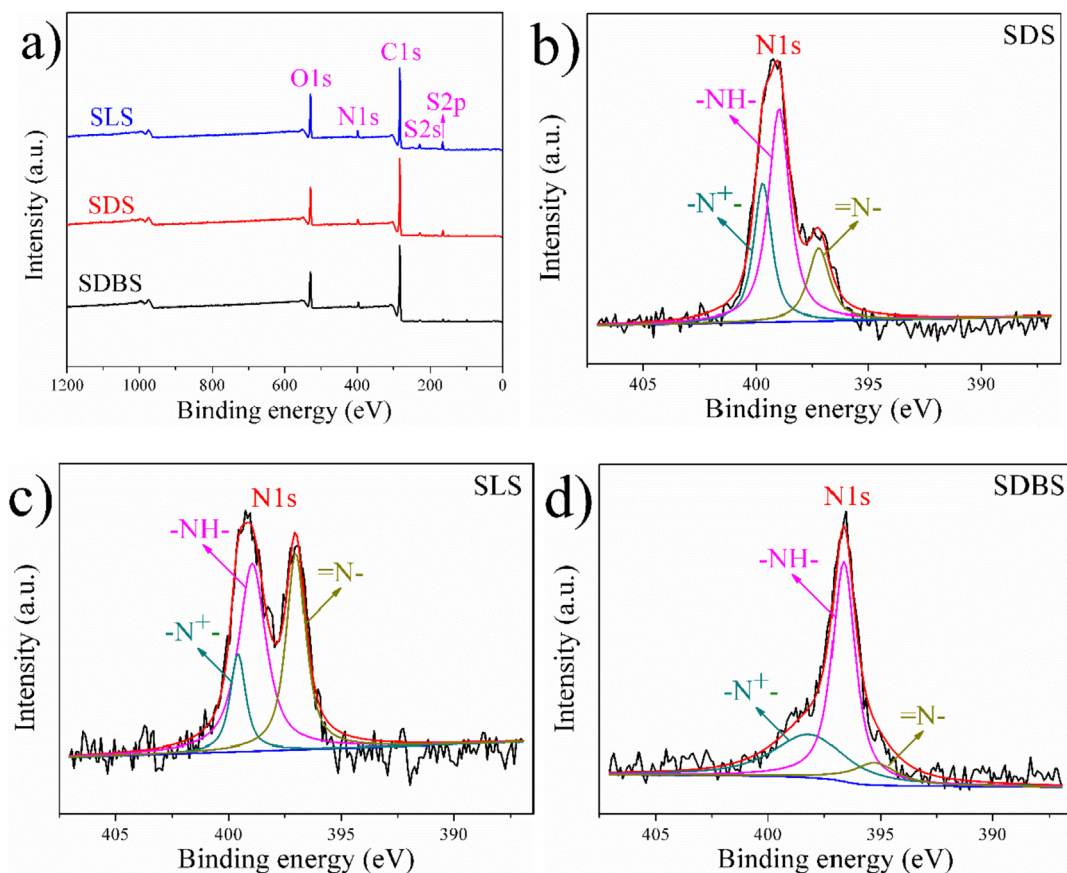 a)
C1s
O1s
S2p
SLS
N1s
S2s
SDS
SDBS
Intensity (a.u.)
1200 1000 800 600 400 200 0
Binding energy (eV)
b)
SDS
N1s
-NH-
-N+-
=N-
Intensity (a.u.)
405 400 395 390
Binding energy (eV)
c)
SLS
N1s
-NH-
=N-
-N+-
Intensity (a.u.)
405 400 395 390
Binding energy (eV)
d)
SDBS
N1s
-NH-
-N+-
=N-
Intensity (a.u.)
405 400 395 390
Binding energy (eV)